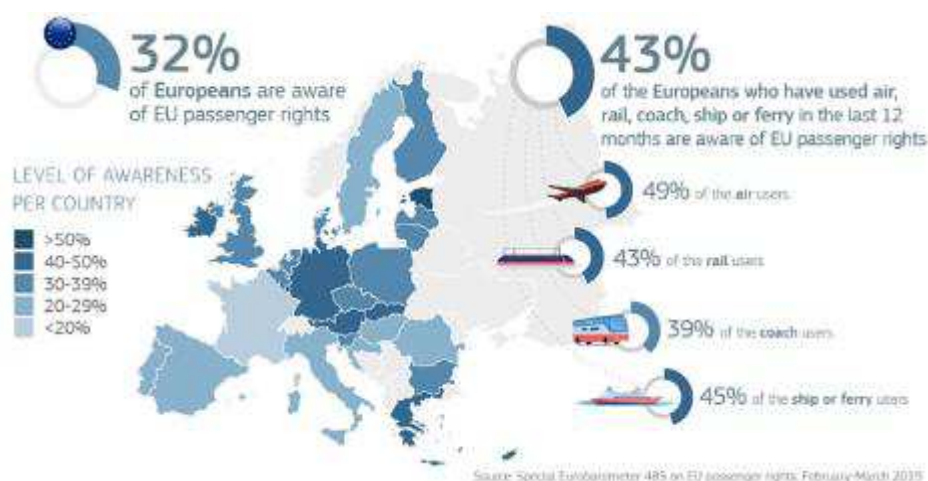 32%
of Europeans are aware
of EU passenger rights
43%
of the Europeans who have used air,
rail, coach, ship or ferry in the last 12
months are aware of EU passenger rights
LEVEL OF AWARENESS
PER COUNTRY
>50%
40-50%
30-39%
20-29%
<20%
49% of the air users
43% of the rail users
39% of the coach users
45% of the ship or ferry users
Source: Special Eurobarometer 485 on EU passenger rights, February-March 2019